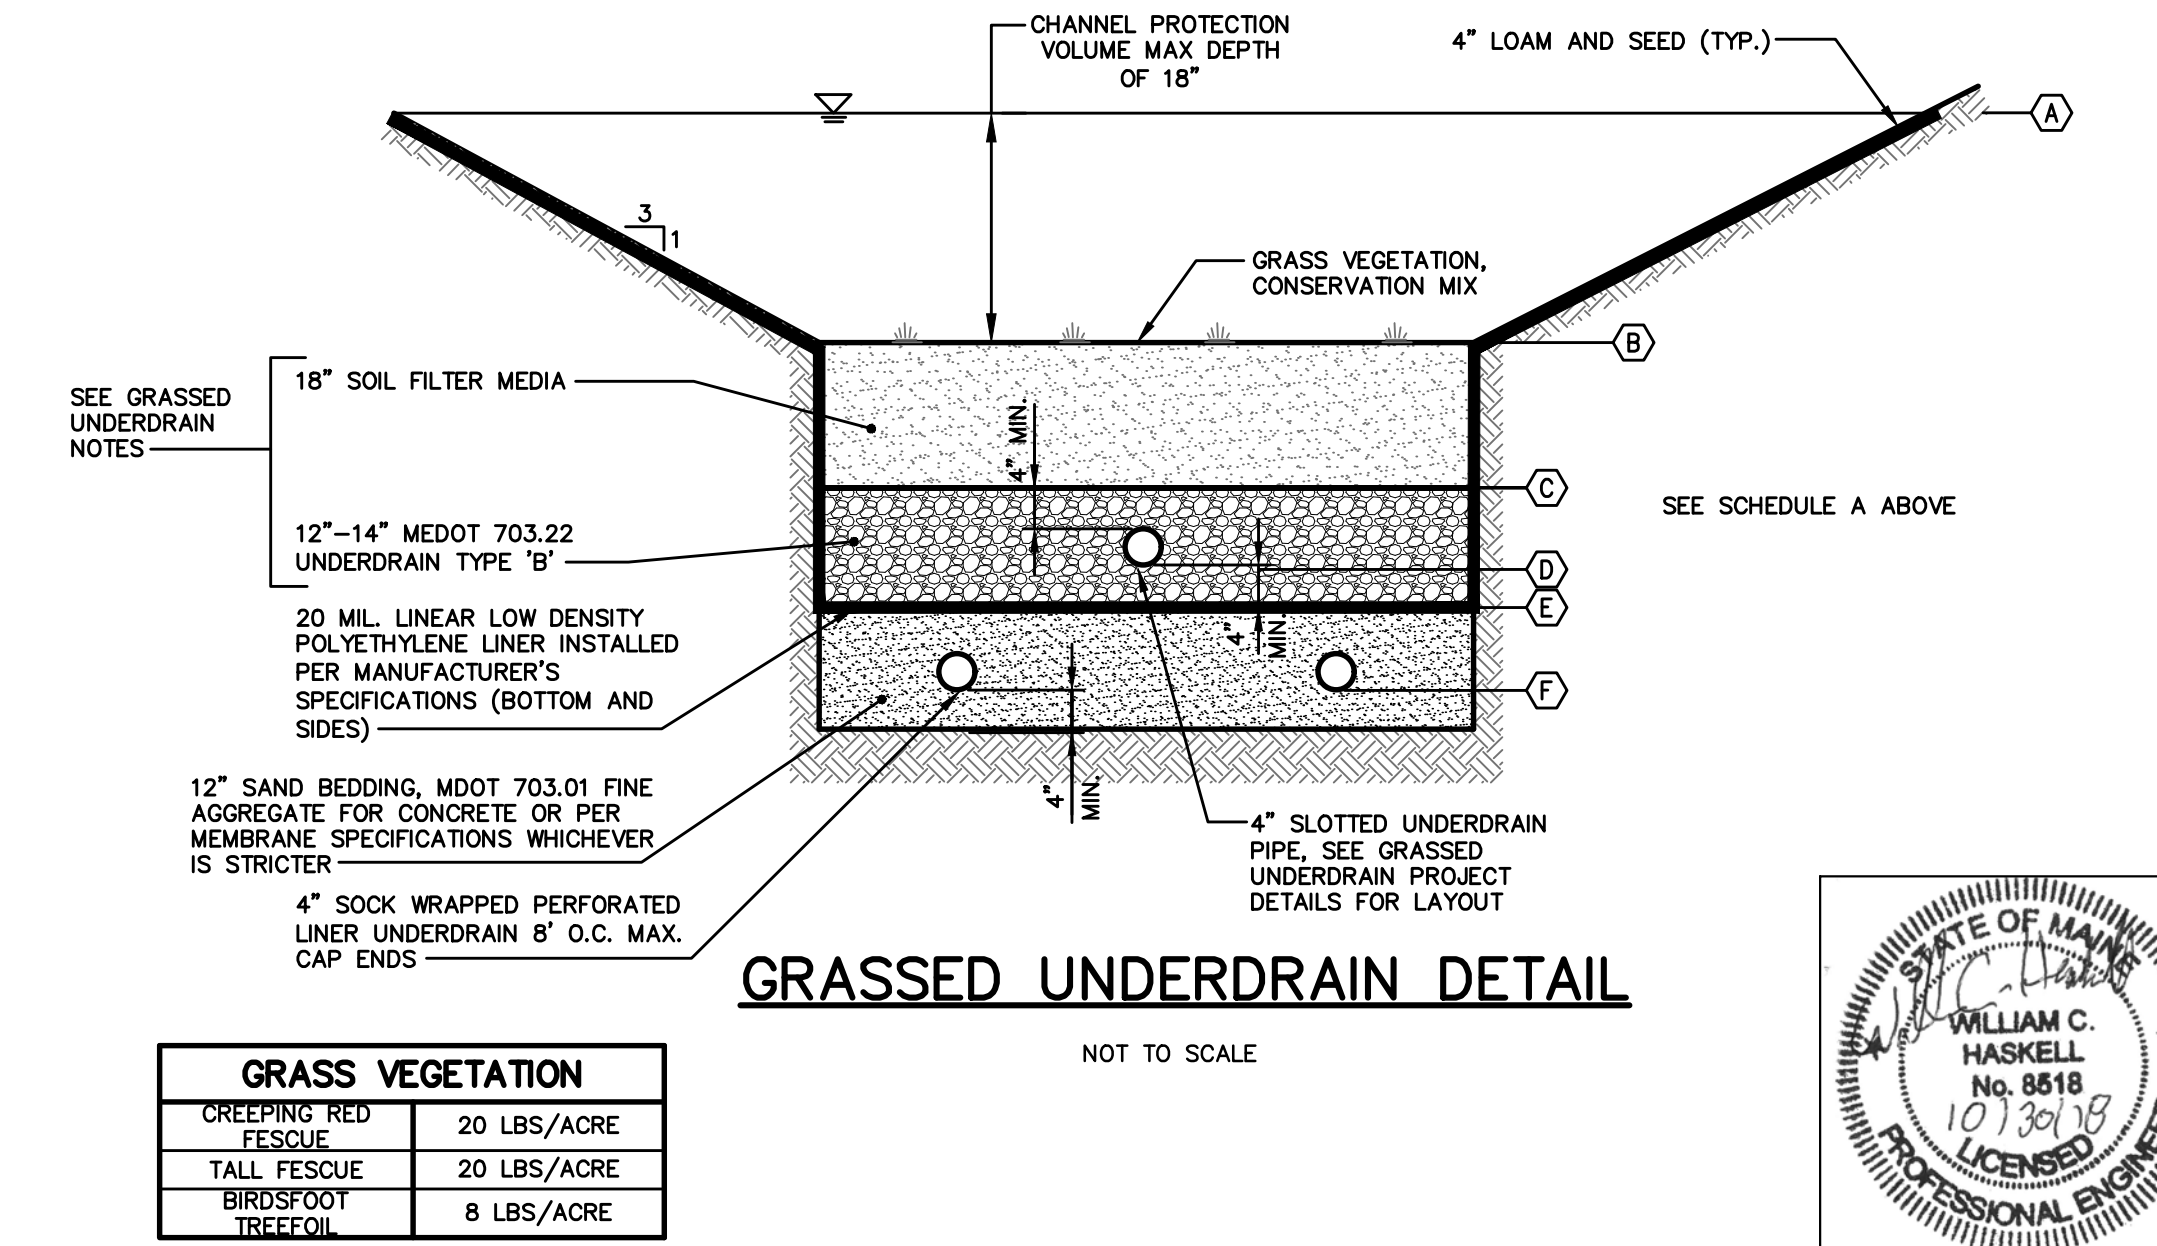 CHANNEL PROTECTION
VOLUME MAX DEPTH
OF 18"
4" LOAM AND SEED (TYP.)
A
3
1
GRASS VEGETATION,
CONSERVATION MIX
B
SEE GRASSED
UNDERDRAIN
NOTES
18" SOIL FILTER MEDIA
4" MIN.
C
SEE SCHEDULE A ABOVE
12"-14" MEDOT 703.22
UNDERDRAIN TYPE 'B'
D
E
20 MIL. LINEAR LOW DENSITY
POLYETHYLENE LINER INSTALLED
PER MANUFACTURER'S
SPECIFICATIONS (BOTTOM AND
SIDES)
4"
MIN.
F
12" SAND BEDDING, MDOT 703.01 FINE
AGGREGATE FOR CONCRETE OR PER
MEMBRANE SPECIFICATIONS WHICHEVER
IS STRICTER
4"
MIN.
4" SLOTTED UNDERDRAIN
PIPE, SEE GRASSED
UNDERDRAIN PROJECT
DETAILS FOR LAYOUT
4" SOCK WRAPPED PERFORATED
LINER UNDERDRAIN 8' O.C. MAX.
CAP ENDS
GRASSED UNDERDRAIN DETAIL
NOT TO SCALE
GRASS VEGETATION
CREEPING RED
FESCUE
20 LBS/ACRE
TALL FESCUE
20 LBS/ACRE
BIRDSFOOT
TREEFOIL
8 LBS/ACRE
STATE OF MAINE
WILLIAM C.
HASKELL
No. 8518
10/30/18
LICENSED
PROFESSIONAL